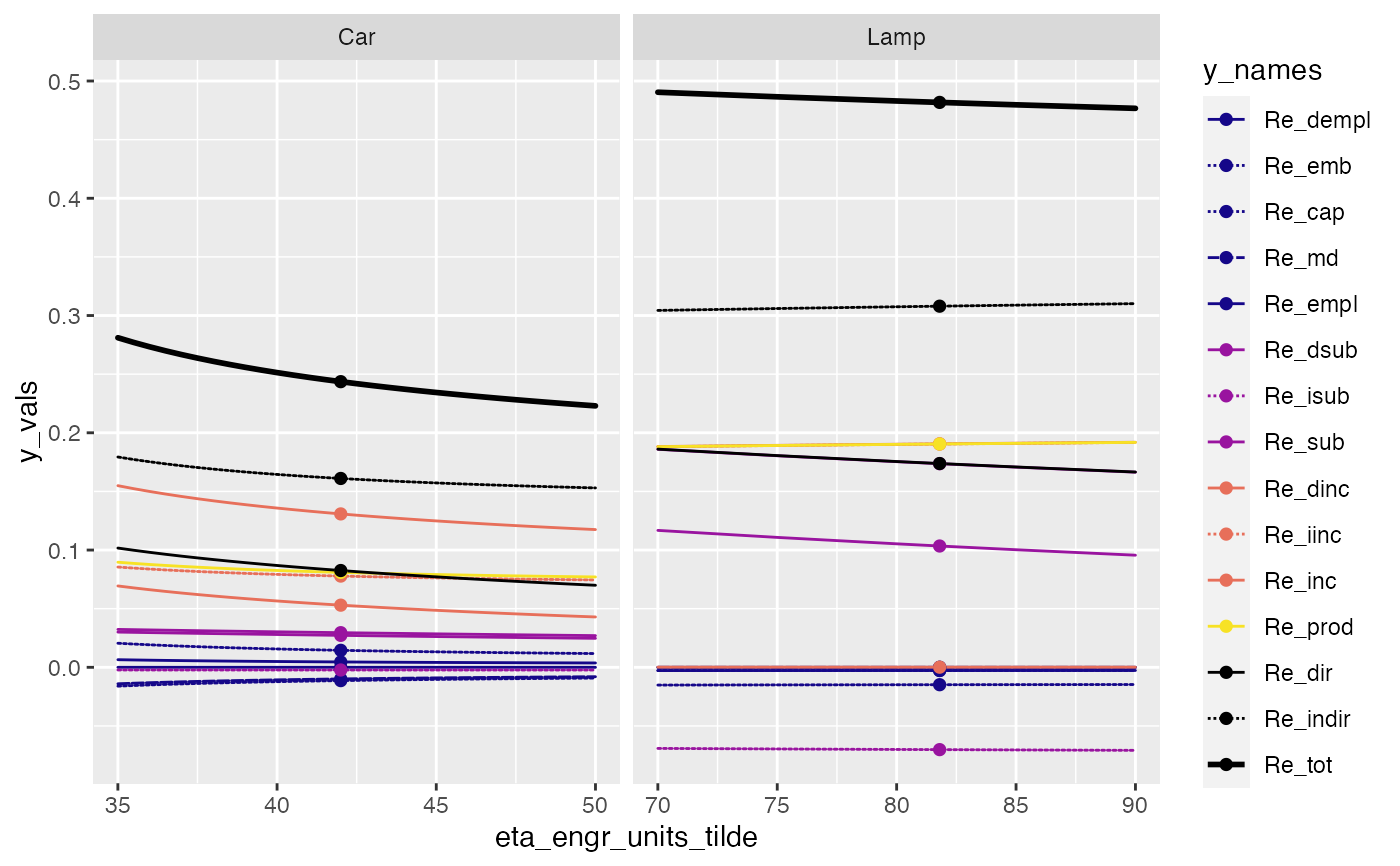 Car
Lamp
0.5
0.4
0.3
0.2
0.1
0.0
y_vals
35
40
45
50
70
75
80
85
90
eta_engr_units_tilde
y_names
Re_dempl
Re_emb
Re_cap
Re_md
Re_empl
Re_dsub
Re_isub
Re_sub
Re_dinc
Re_iinc
Re_inc
Re_prod
Re_dir
Re_indir
Re_tot